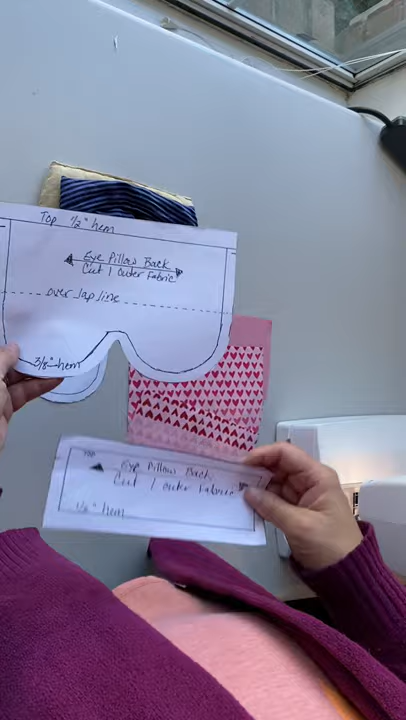 Top 1/2" hem
Eye Pillow Back
Cut 1 Outer Fabric
over lap line
3/8" hem
TOP
Eye Pillow Back
Cut 1 outer Fabric
1/2" hem